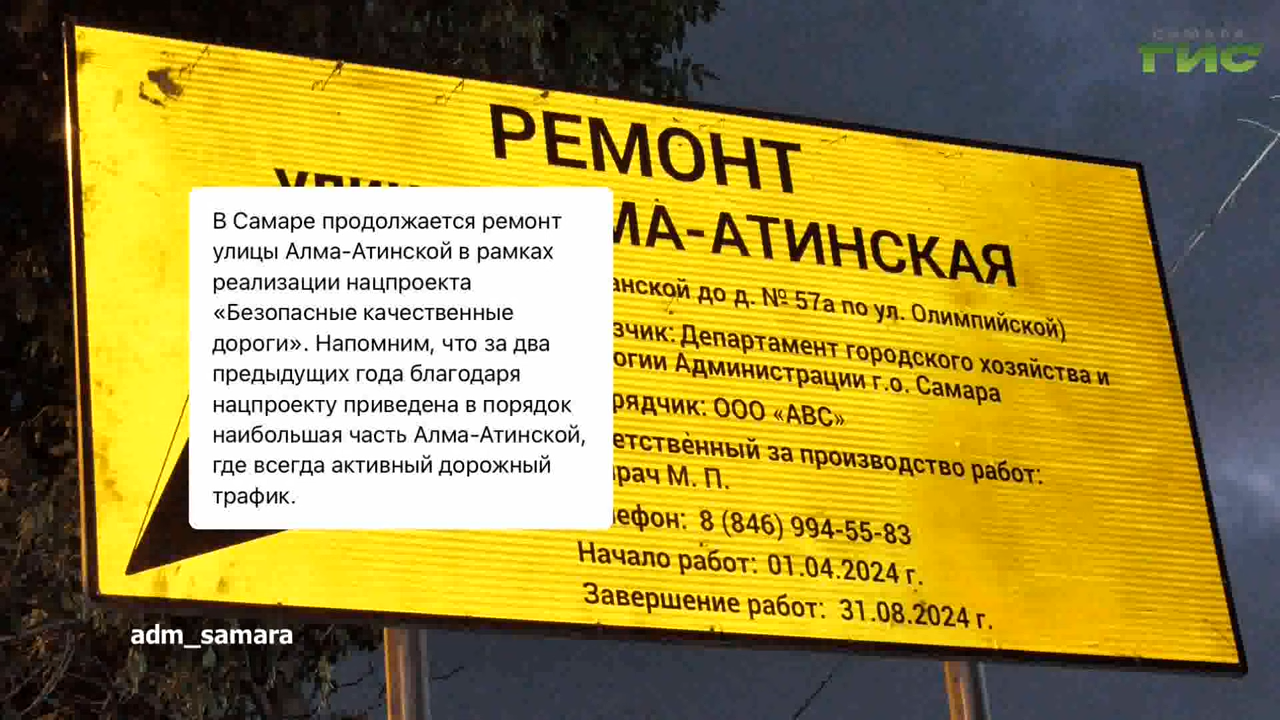 САМАРА
ГИС
РЕМОНТ
МА-АТИНСКАЯ
анской до д. № 57а по ул. Олимпийской)
зчик: Департамент городского хозяйства и
огии Администрации г.о. Самара
рядчик: ООО «АВС»
етственный за производство работ:
рач М. П.
ефон: 8 (846) 994-55-83
Начало работ: 01.04.2024 г.
Завершение работ: 31.08.2024 г.
В Самаре продолжается ремонт
улицы Алма-Атинской в рамках
реализации нацпроекта
«Безопасные качественные
дороги». Напомним, что за два
предыдущих года благодаря
нацпроекту приведена в порядок
наибольшая часть Алма-Атинской,
где всегда активный дорожный
трафик.
adm_samara